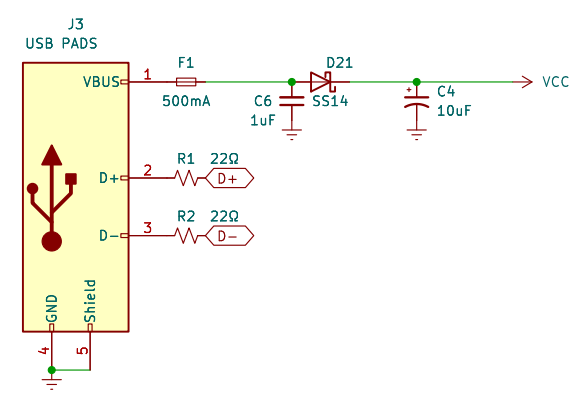 J3
USB PADS
VBUS
1
F1
500mA
C6
1uF
D21
SS14
C4
10uF
VCC
D+
2
R1
22Ω
D+
D-
3
R2
22Ω
D-
GND
Shield
4
5